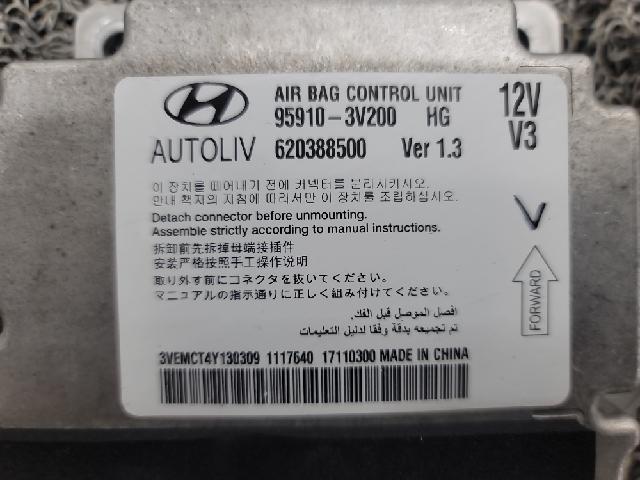 AIR BAG CONTROL UNIT
95910-3V200 HG
12V
V3
AUTOLIV 620388500 Ver 1.3
이 장치를 떼어내기 전에 커넥터를 분리시키시오.
안내 책자의 지침에 따라서만 이 장치를 조립하십시오.
Detach connector before unmounting.
Assemble strictly according to manual instructions.
拆卸前先拆掉母端接插件
安装严格按照手工操作说明
取り外す前にコネクタを抜いてください。
マニュアルの指示通りに正しく組み付けてください。
افصل الموصل قبل الفك.
تم تجميعه بدقة وفقا لدليل التعليمات
FORWARD
3VEMCT4Y130309 1117640 17110300 MADE IN CHINA